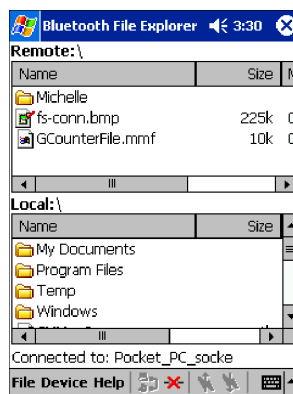 Bluetooth File Explorer 3:30
Remote:\
Name Size
Michelle
fs-conn.bmp 225k
GCounterFile.mmf 10k
Local:\
Name Size
My Documents
Program Files
Temp
Windows
Connected to: Pocket_PC_socke
File Device Help